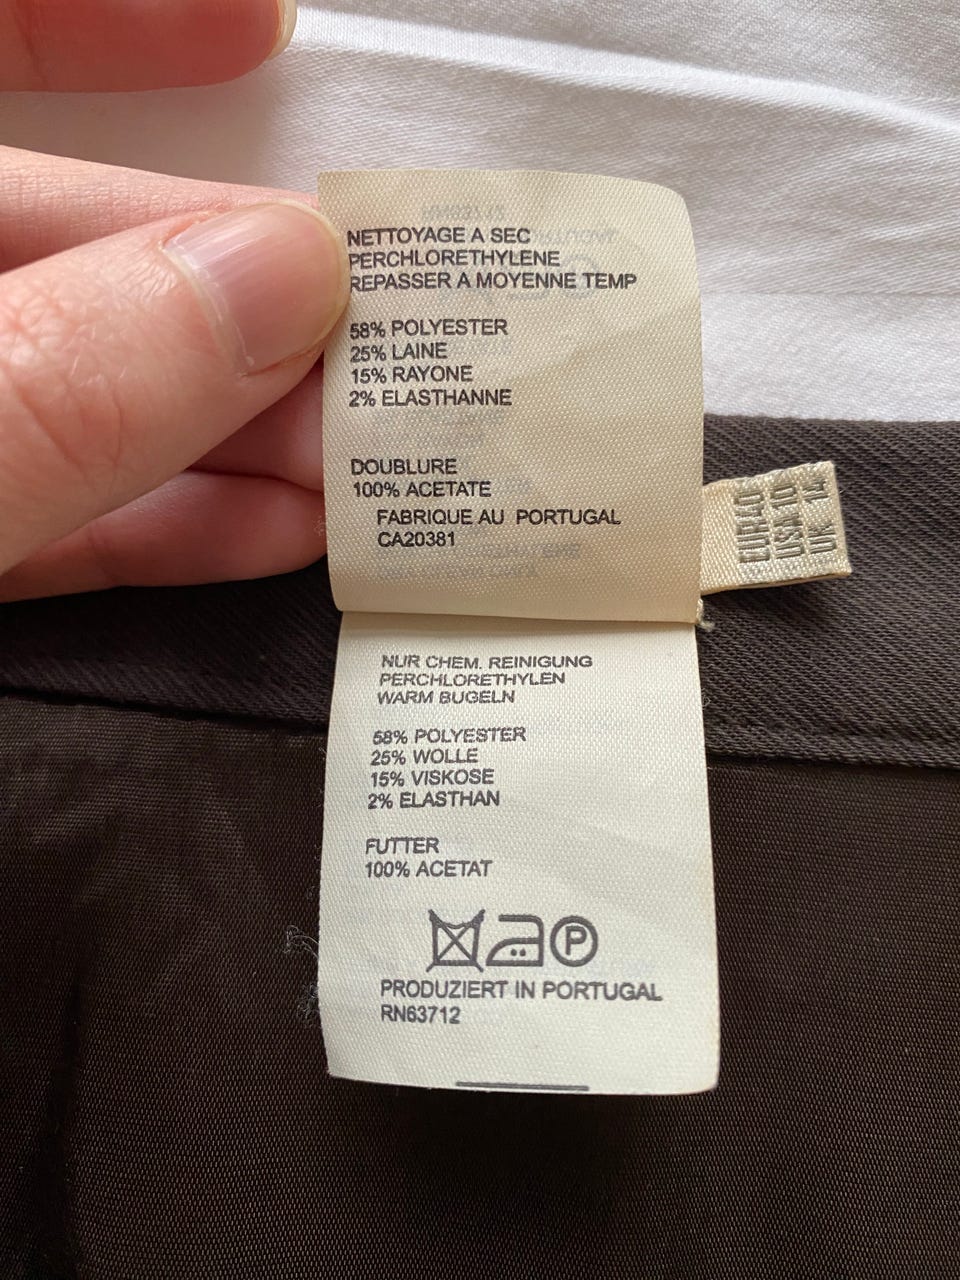 NETTOYAGE A SEC
PERCHLORETHYLENE
REPASSER A MOYENNE TEMP
58% POLYESTER
25% LAINE
15% RAYONE
2% ELASTHANNE
DOUBLURE
100% ACETATE
FABRIQUE AU PORTUGAL
CA20381
EUR40
USA 10
UK 14
NUR CHEM. REINIGUNG
PERCHLORETHYLEN
WARM BUGELN
58% POLYESTER
25% WOLLE
15% VISKOSE
2% ELASTHAN
FUTTER
100% ACETAT
P
PRODUZIERT IN PORTUGAL
RN63712